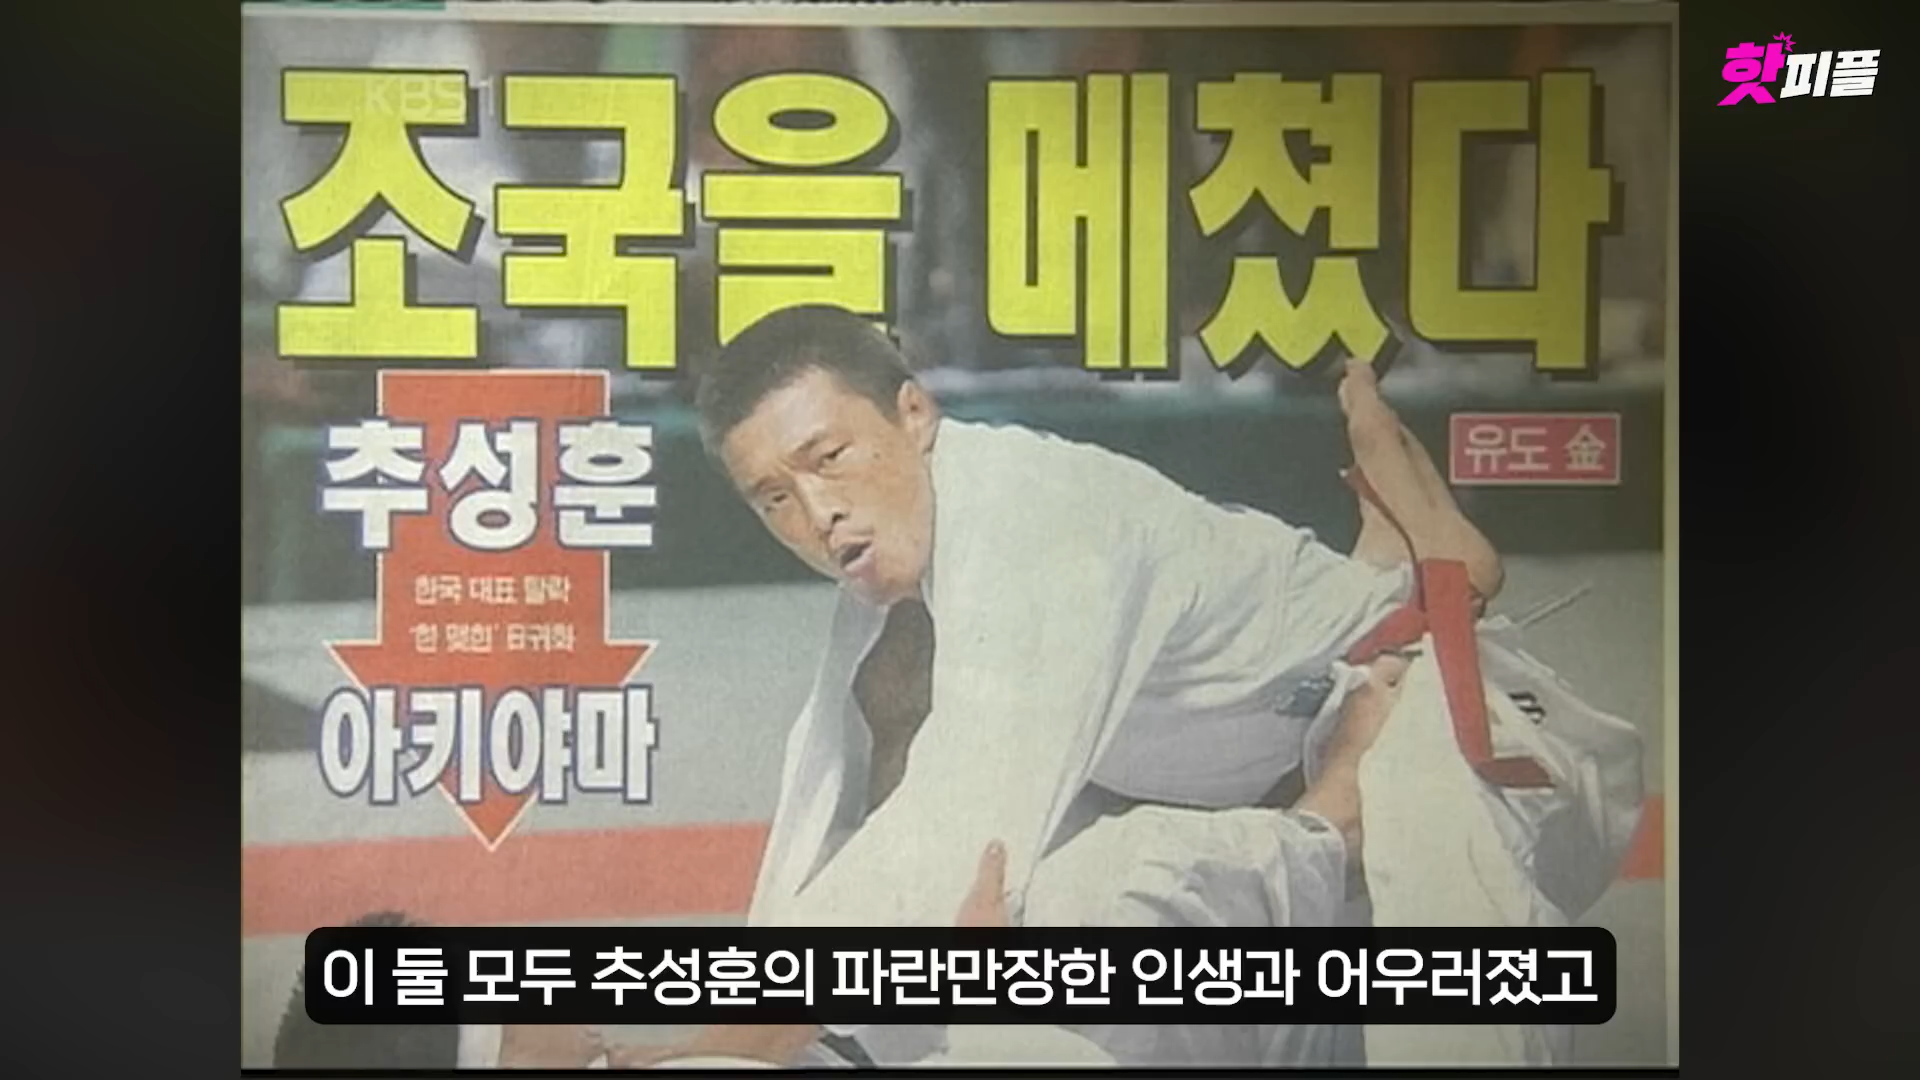 핫피플
KBS1
조국을 메쳤다
유도 金
추성훈
한국 대표 탈락
'한 맺힌' 日귀화
아키야마
이 둘 모두 추성훈의 파란만장한 인생과 어우러졌고